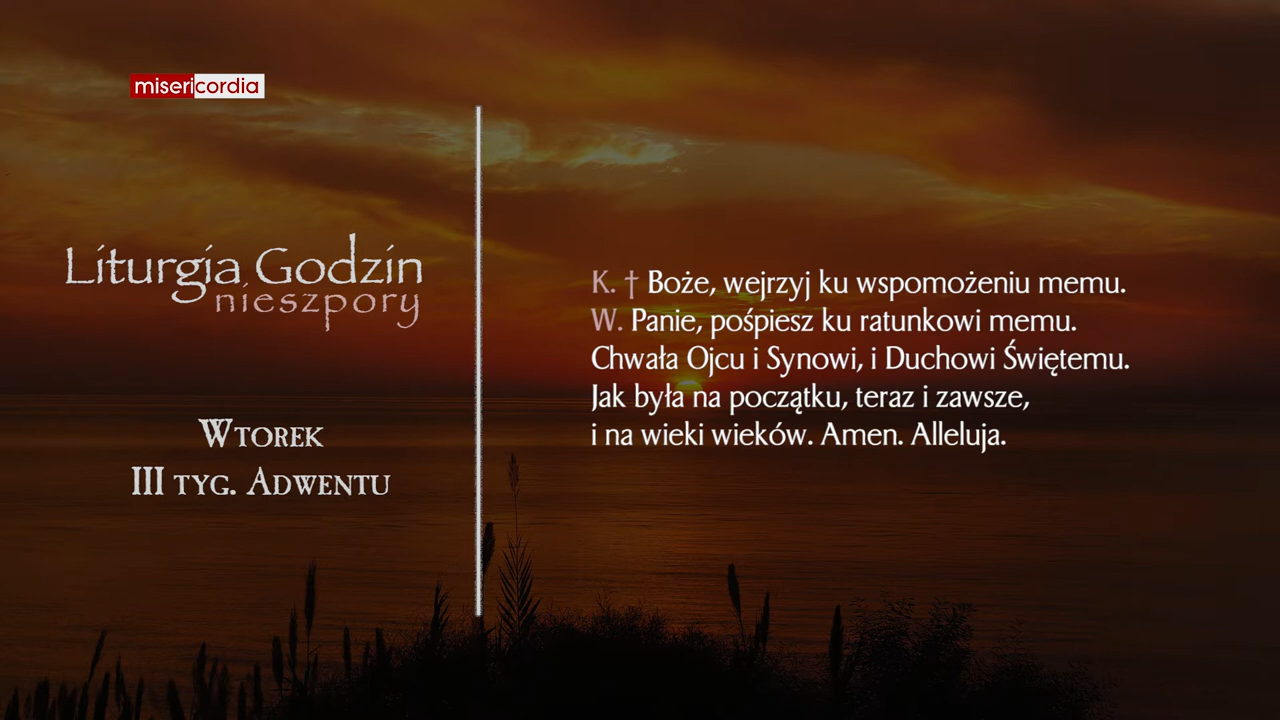 misericordia
Liturgia Godzin
nieszpory
Wtorek
III tyg. Adwentu
K. † Boże, wejrzyj ku wspomożeniu memu.
W. Panie, pośpiesz ku ratunkowi memu.
Chwała Ojcu i Synowi, i Duchowi Świętemu.
Jak była na początku, teraz i zawsze,
i na wieki wieków. Amen. Alleluja.